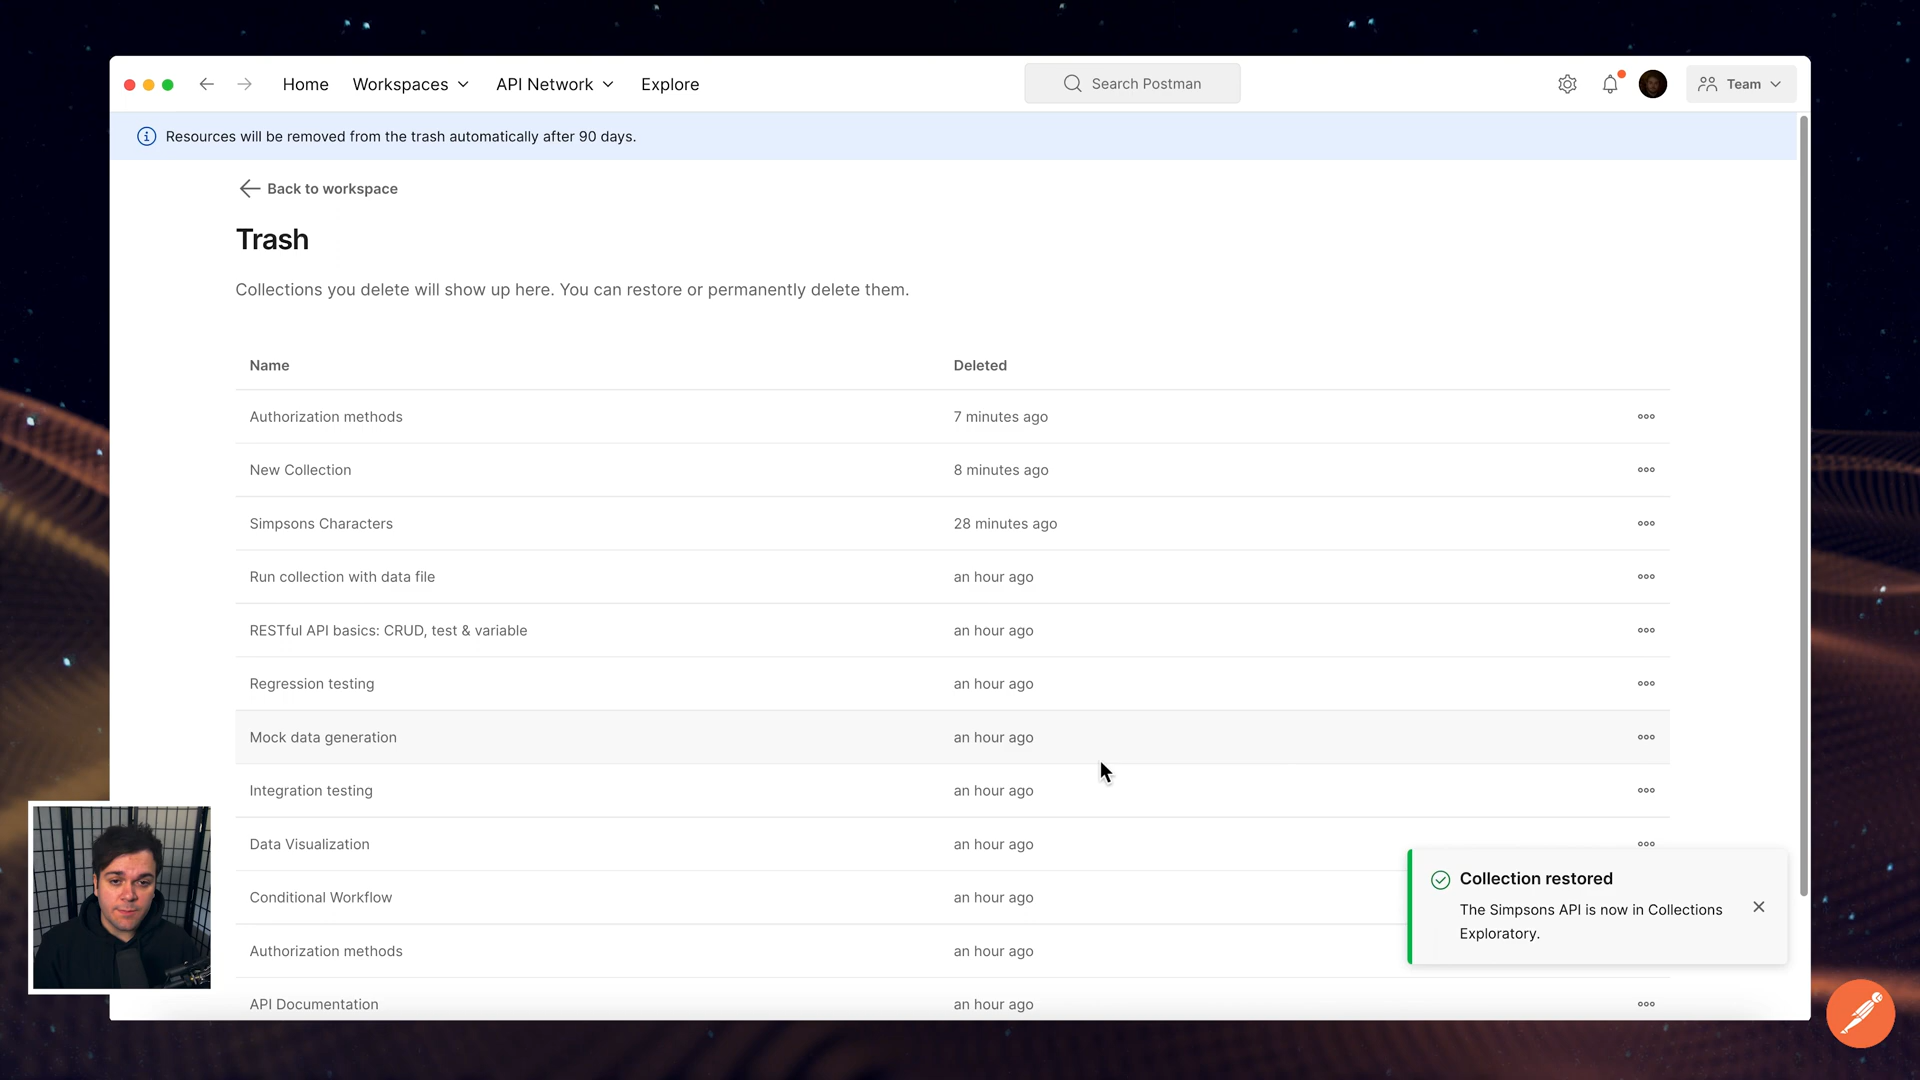 Home
Workspaces
API Network
Explore
Search Postman
Team
Resources will be removed from the trash automatically after 90 days.
Back to workspace
Trash
Collections you delete will show up here. You can restore or permanently delete them.
Name Deleted
Authorization methods 7 minutes ago
New Collection 8 minutes ago
Simpsons Characters 28 minutes ago
Run collection with data file an hour ago
RESTful API basics: CRUD, test & variable an hour ago
Regression testing an hour ago
Mock data generation an hour ago
Integration testing an hour ago
Data Visualization an hour ago
Conditional Workflow an hour ago
Authorization methods an hour ago
API Documentation an hour ago
Collection restored
The Simpsons API is now in Collections
Exploratory.